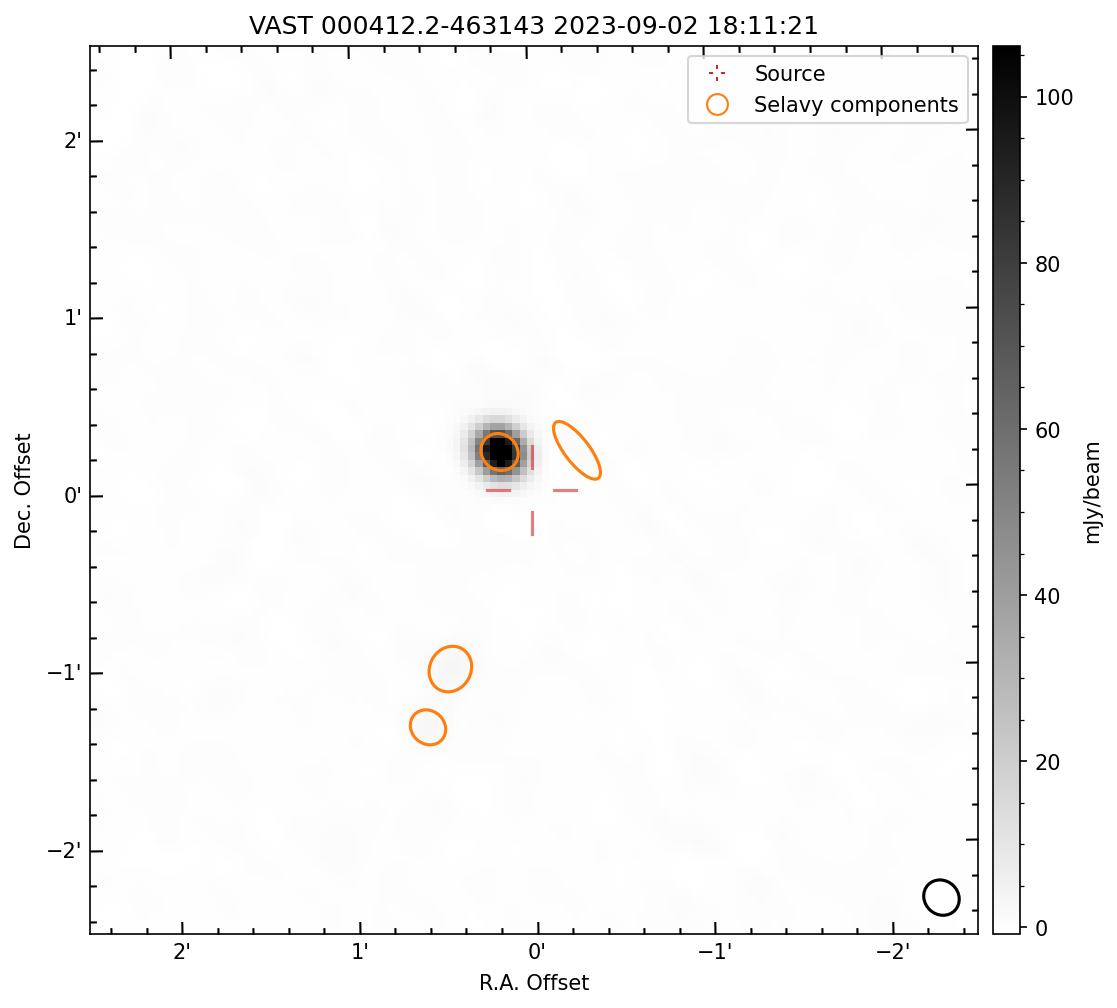 VAST 000412.2-463143 2023-09-02 18:11:21
Source
Selavy components
2'
1'
0'
−1'
−2'
Dec. Offset
2'
1'
0'
−1'
−2'
R.A. Offset
100
80
60
40
20
0
mJy/beam